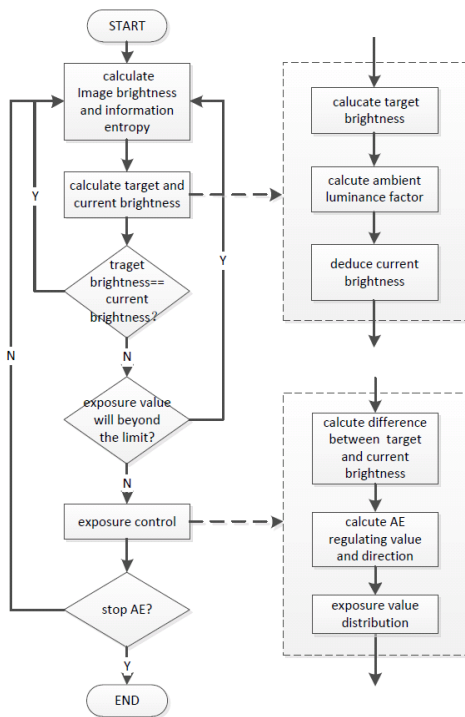 START
calculate
Image brightness
and information
entropy
Y
calculate target and
current brightness
traget
brightness==
current
brightness?
Y
N
N
exposure value
will beyond
the limit?
N
exposure control
stop AE?
Y
END
calucate target
brightness
calcute ambient
luminance factor
deduce current
brightness
calcute difference
between target
and current
brightness
calcute AE
regulating value
and direction
exposure value
distribution